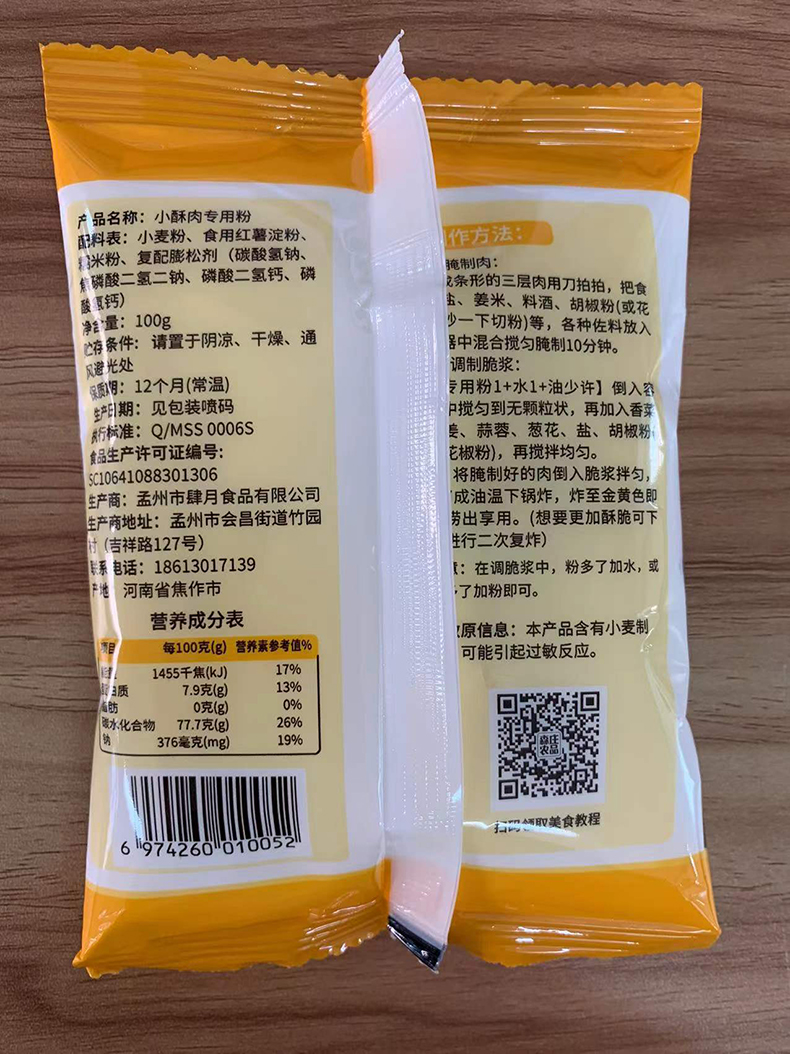 产品名称：小酥肉专用粉
配料表：小麦粉、食用红薯淀粉、
糯米粉、复配膨松剂（碳酸氢钠、
焦磷酸二氢二钠、磷酸二氢钙、磷
酸氢钙）
净含量：100g
贮存条件：请置于阴凉、干燥、通
风避光处
保质期：12个月(常温)
生产日期：见包装喷码
执行标准：Q/MSS 0006S
食品生产许可证编号：
SC10641088301306
生产商：孟州市肆月食品有限公司
生产商地址：孟州市会昌街道竹园
村（吉祥路127号）
联系电话：18613017139
产地：河南省焦作市
营养成分表
项目 每100克(g) 营养素参考值%
能量 1455千焦(kJ) 17%
蛋白质 7.9克(g) 13%
脂肪 0克(g) 0%
碳水化合物 77.7克(g) 26%
钠 376毫克(mg) 19%
6 974260 010052
作方法：
腌制肉：
条形的三层肉用刀拍拍，把食
盐、姜米、料酒、胡椒粉(或花
一下切粉)等，各种佐料放入
器中混合搅匀腌制10分钟。
调制脆浆：
专用粉1+水1+油少许】倒入容
中搅匀到无颗粒状，再加入香菜
姜、蒜蓉、葱花、盐、胡椒粉
花椒粉)，再搅拌均匀。
将腌制好的肉倒入脆浆拌匀，
成油温下锅炸，炸至金黄色即
捞出享用。(想要更加酥脆可下
进行二次复炸)
：在调脆浆中，粉多了加水，或
多了加粉即可。
敏原信息：本产品含有小麦制
可能引起过敏反应。
森庄
农品
扫码领取美食教程